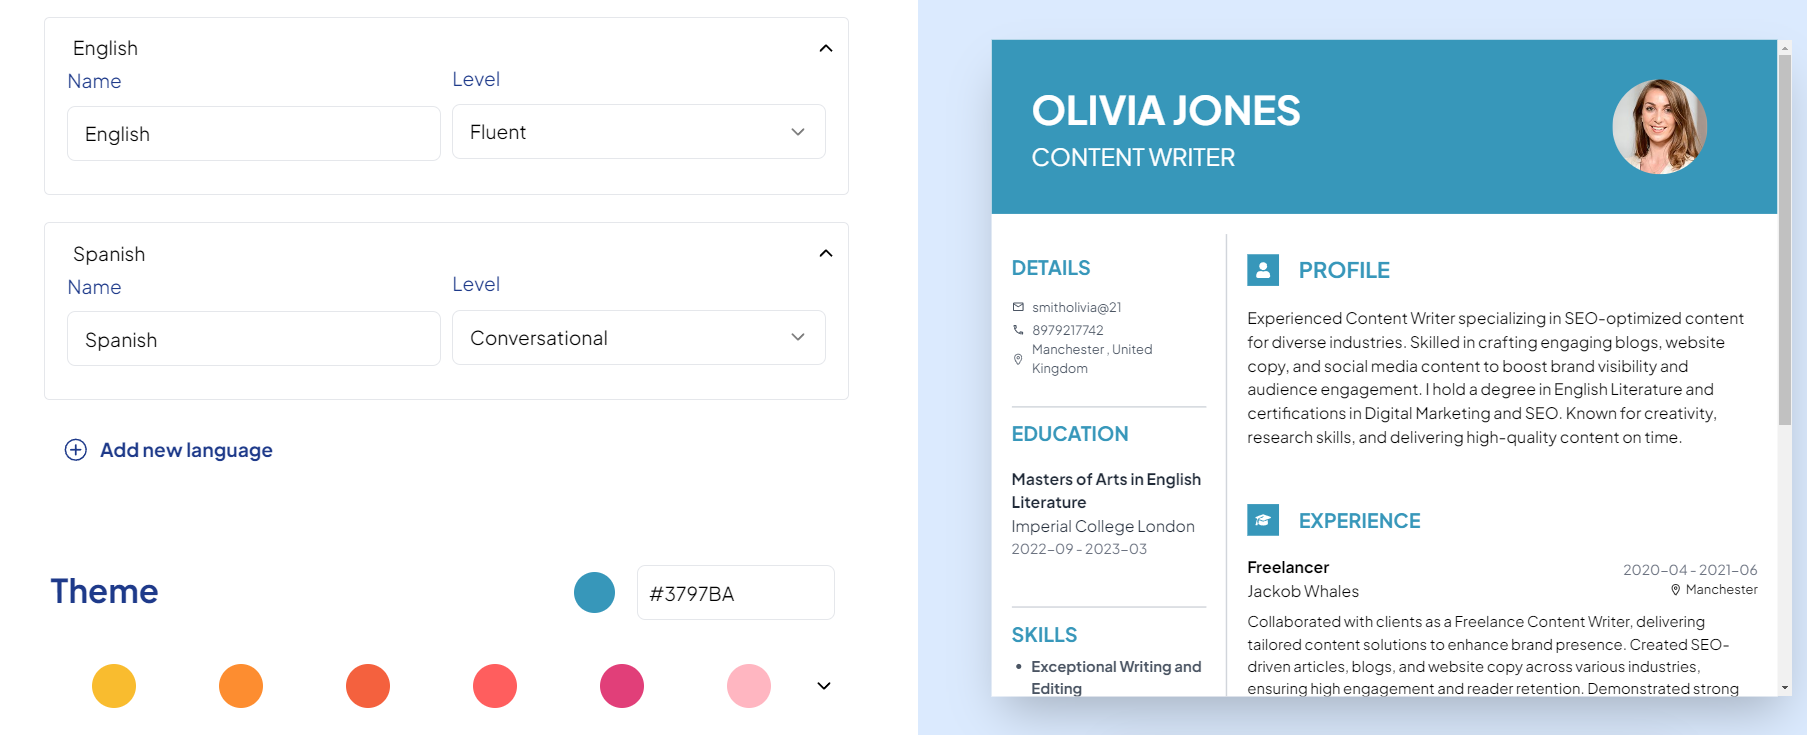 English
Name
Level
English
Fluent
Spanish
Name
Level
Spanish
Conversational
Add new language
Theme
#3797BA
OLIVIA JONES
CONTENT WRITER
DETAILS
smitholivia@21
8979217742
Manchester , United
Kingdom
EDUCATION
Masters of Arts in English
Literature
Imperial College London
2022-09 - 2023-03
SKILLS
• Exceptional Writing and
Editing
PROFILE
Experienced Content Writer specializing in SEO-optimized content
for diverse industries. Skilled in crafting engaging blogs, website
copy, and social media content to boost brand visibility and
audience engagement. I hold a degree in English Literature and
certifications in Digital Marketing and SEO. Known for creativity,
research skills, and delivering high-quality content on time.
EXPERIENCE
Freelancer
2020-04 - 2021-06
Jackob Whales
Manchester
Collaborated with clients as a Freelance Content Writer, delivering
tailored content solutions to enhance brand presence. Created SEO-
driven articles, blogs, and website copy across various industries,
ensuring high engagement and reader retention. Demonstrated strong